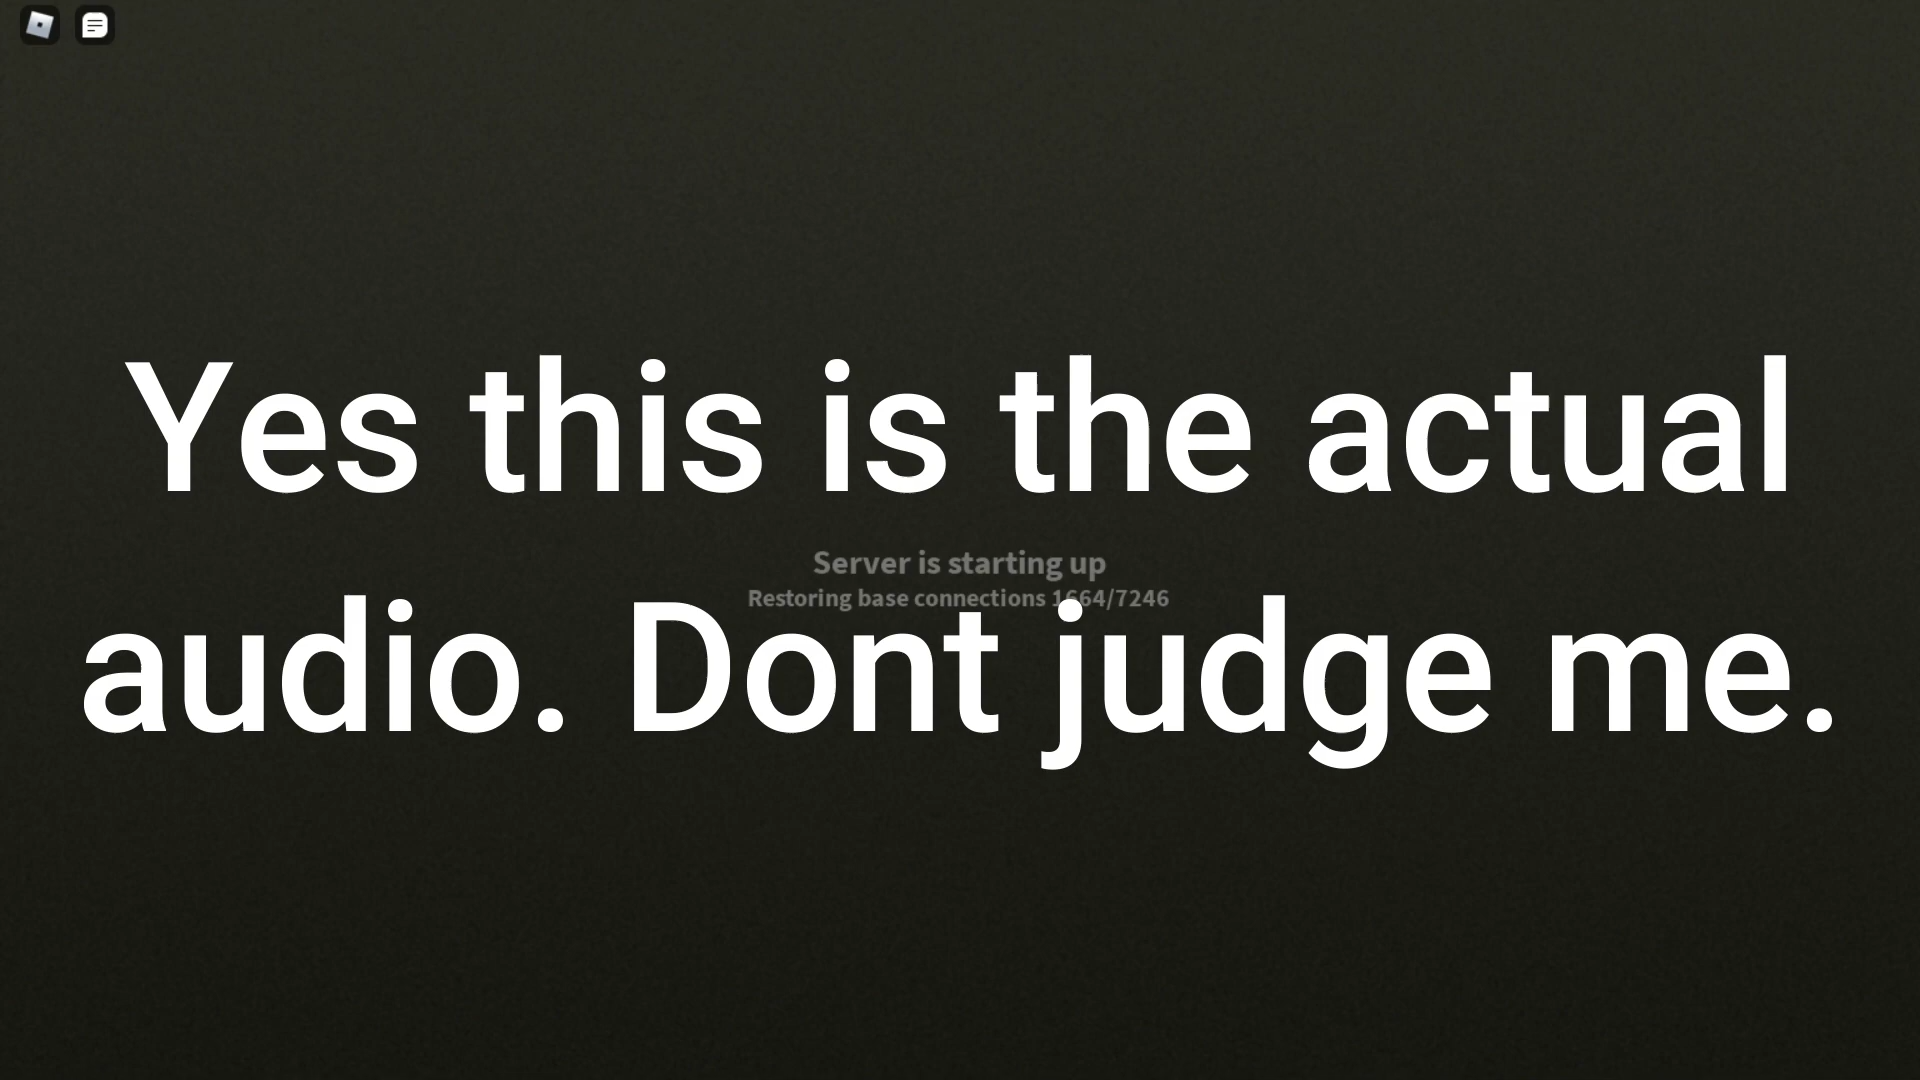 Yes this is the actual
Server is starting up
Restoring base connections 1664/7246
audio. Dont judge me.